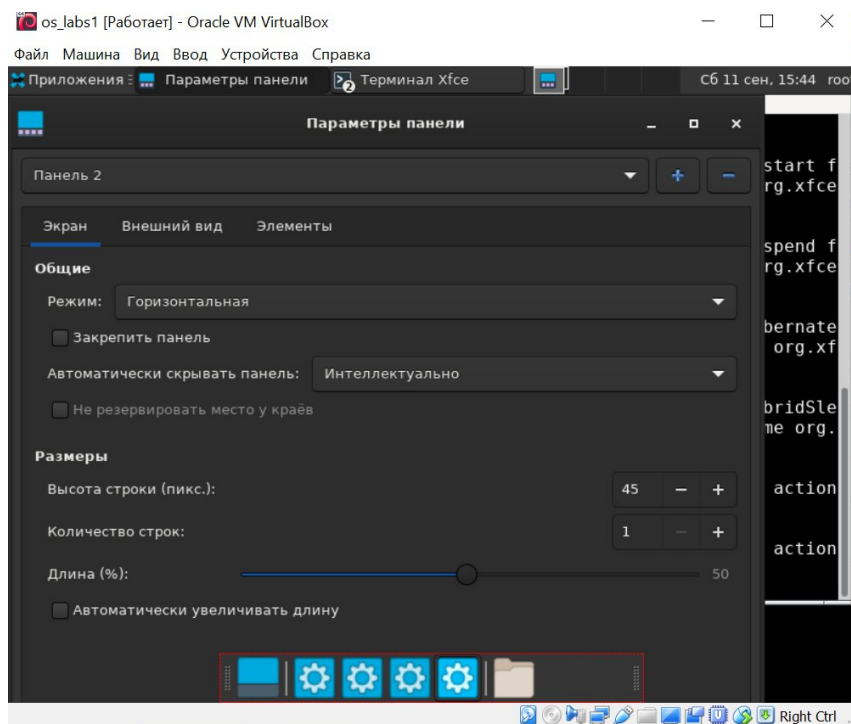 os_labs1 [Работает] - Oracle VM VirtualBox
Файл Машина Вид Ввод Устройства Справка
Приложения Параметры панели 2 Терминал Xfce Сб 11 сен, 15:44 roo
Параметры панели
start f
Панель 2
rg.xfce
Экран Внешний вид Элементы
spend f
Общие
rg.xfce
Режим: Горизонтальная
bernate
Закрепить панель
org.xf
Автоматически скрывать панель: Интеллектуально
Не резервировать место у краёв
bridSle
me org.
Размеры
Высота строки (пикс.): 45 − +
action
Количество строк: 1 − +
action
Длина (%): 50
Автоматически увеличивать длину
Right Ctrl